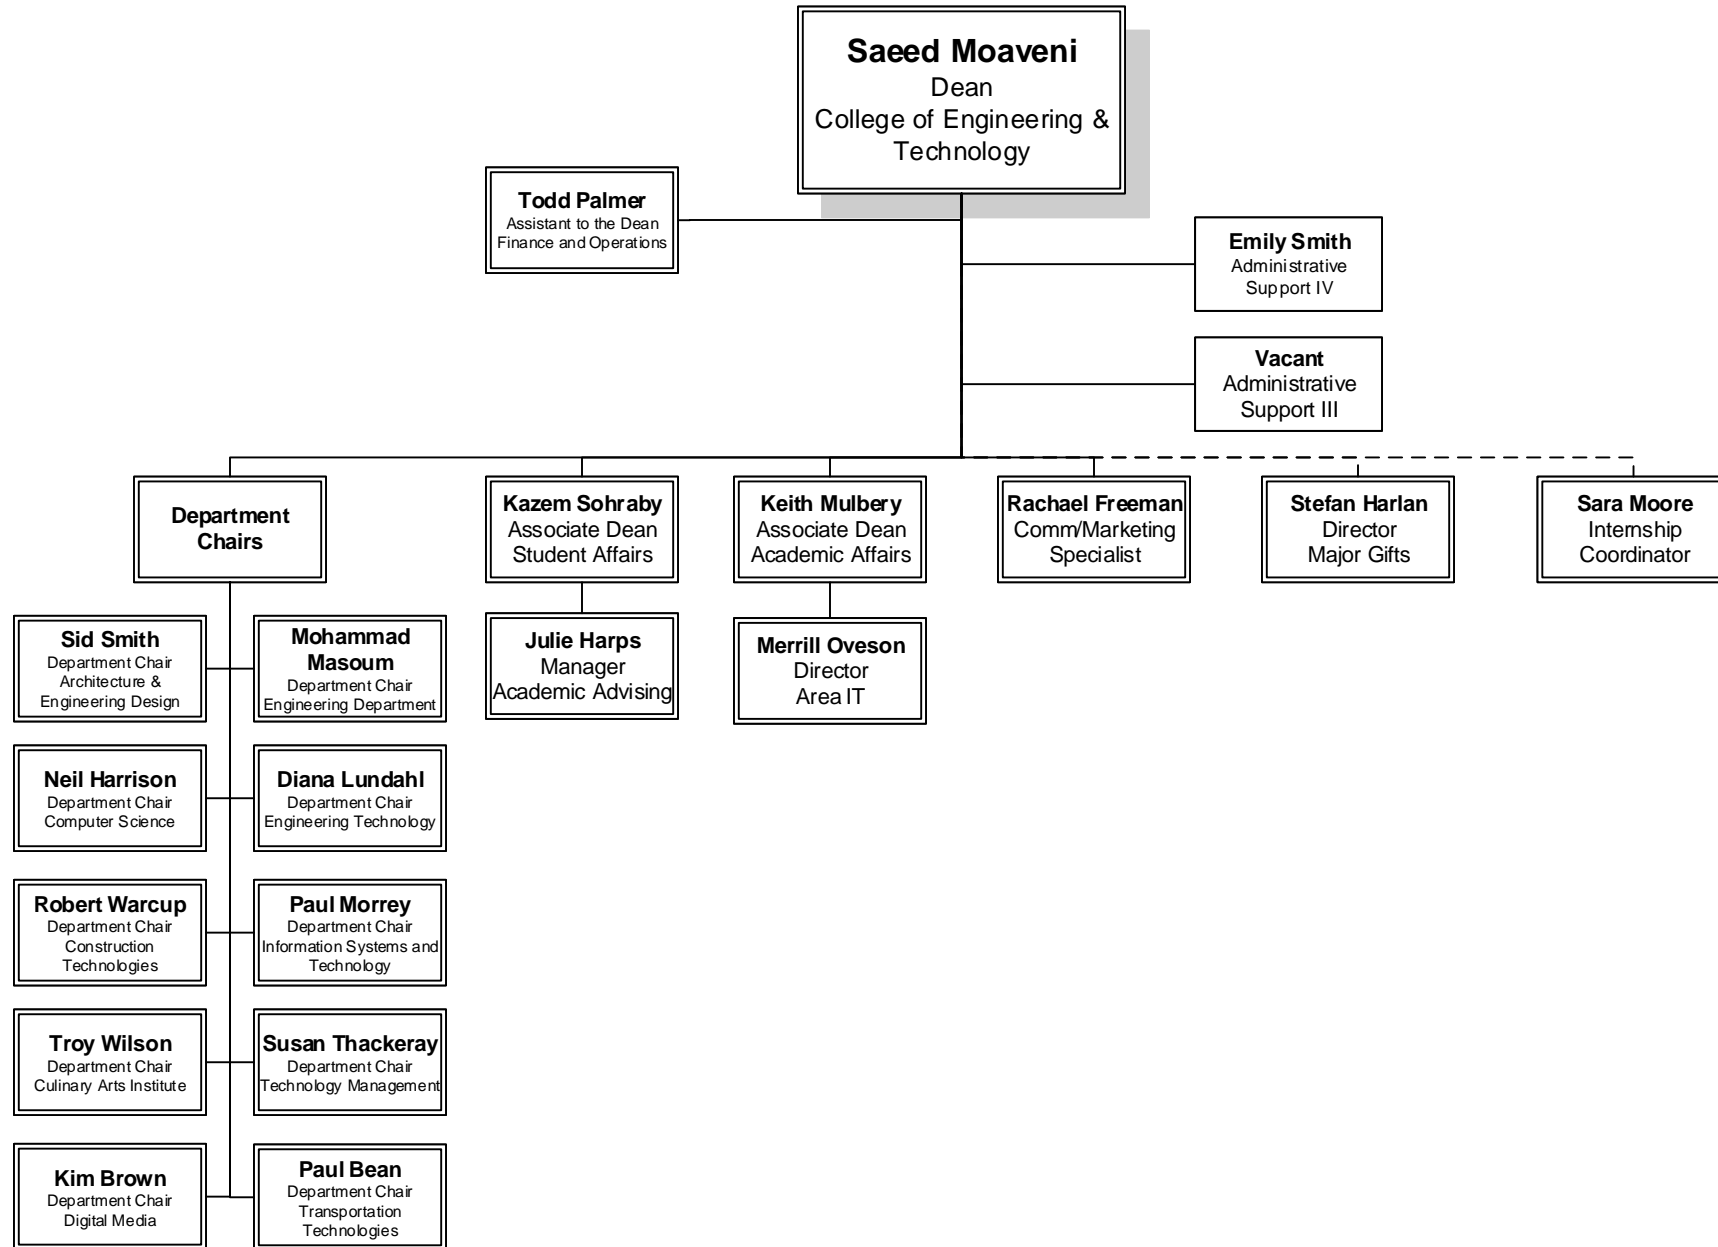 Saeed Moaveni
Dean
College of Engineering &
Technology
Todd Palmer
Assistant to the Dean
Finance and Operations
Emily Smith
Administrative
Support IV
Vacant
Administrative
Support III
Department
Chairs
Kazem Sohraby
Associate Dean
Student Affairs
Keith Mulbery
Associate Dean
Academic Affairs
Rachael Freeman
Comm/Marketing
Specialist
Stefan Harlan
Director
Major Gifts
Sara Moore
Internship
Coordinator
Sid Smith
Department Chair
Architecture &
Engineering Design
Mohammad
Masoum
Department Chair
Engineering Department
Julie Harps
Manager
Academic Advising
Merrill Oveson
Director
Area IT
Neil Harrison
Department Chair
Computer Science
Diana Lundahl
Department Chair
Engineering Technology
Robert Warcup
Department Chair
Construction
Technologies
Paul Morrey
Department Chair
Information Systems and
Technology
Troy Wilson
Department Chair
Culinary Arts Institute
Susan Thackeray
Department Chair
Technology Management
Kim Brown
Department Chair
Digital Media
Paul Bean
Department Chair
Transportation
Technologies